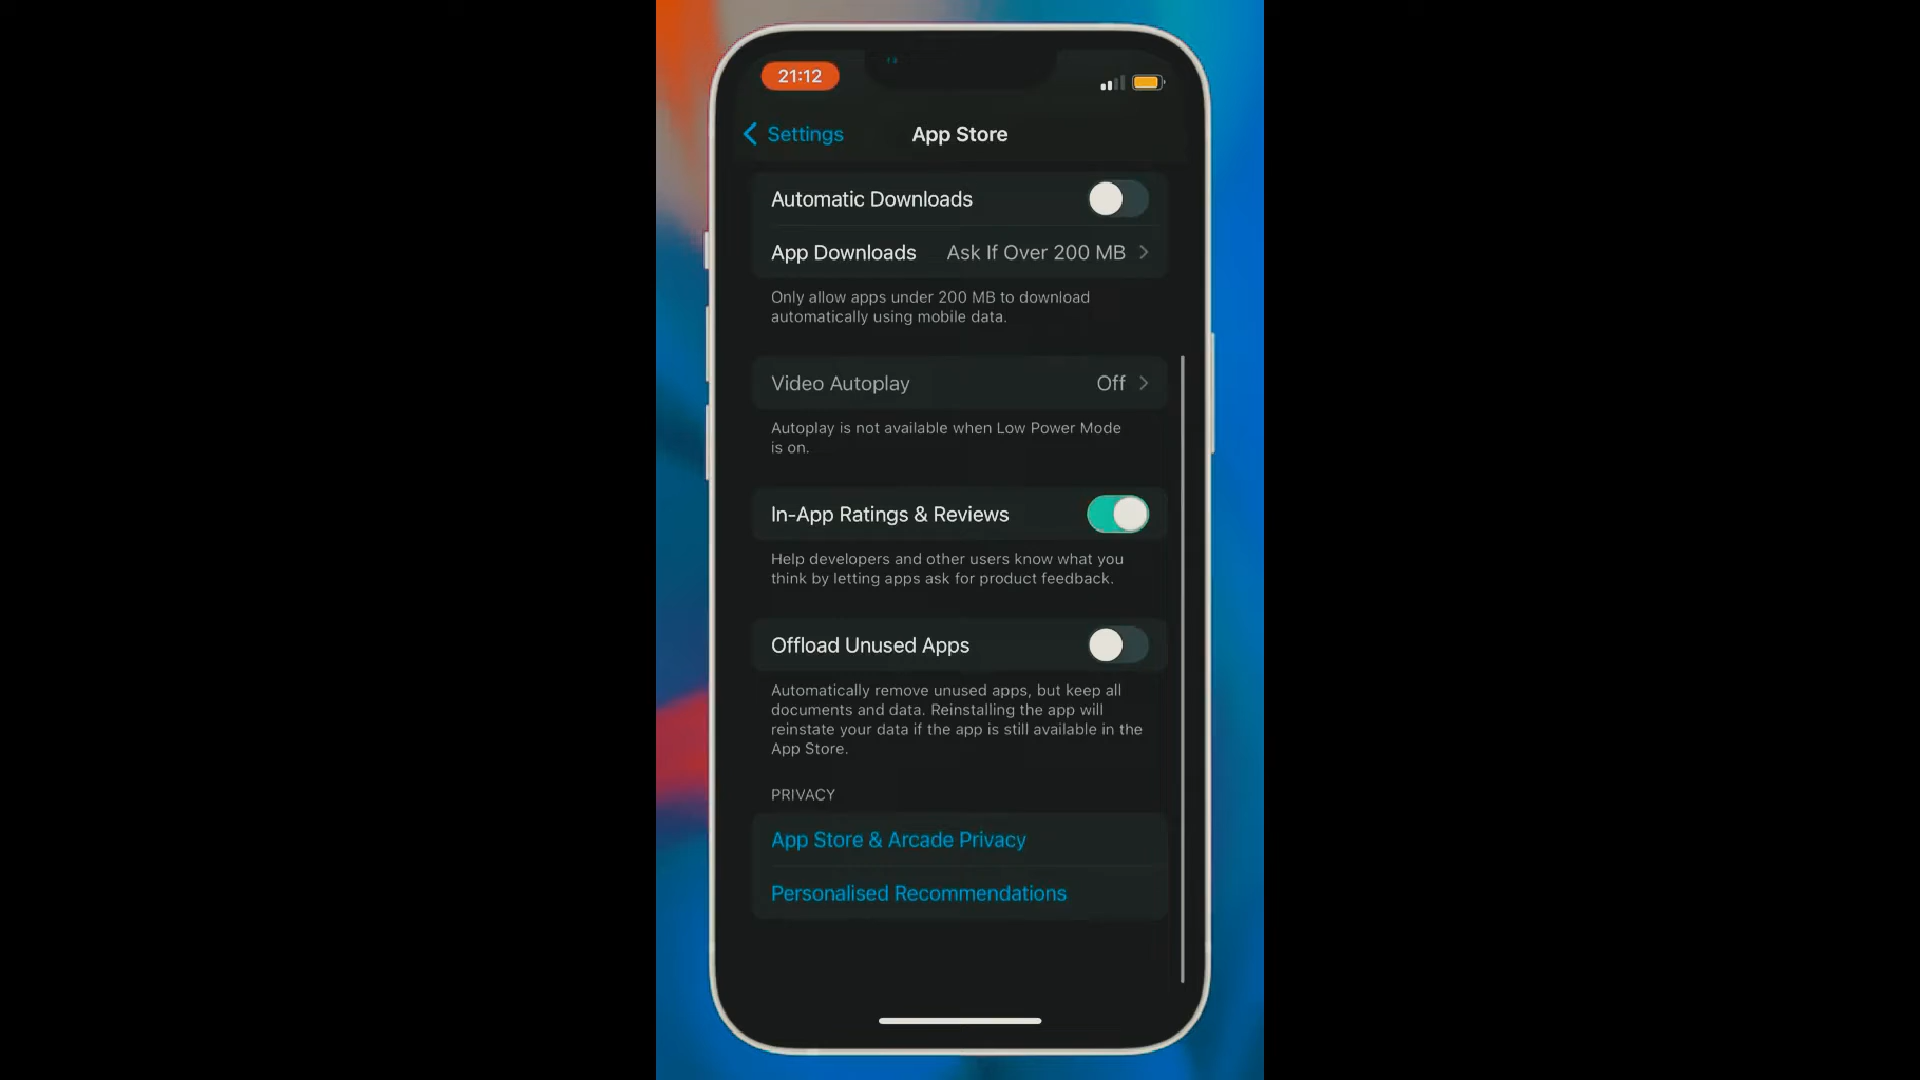 21:12
Settings
App Store
Automatic Downloads
App Downloads Ask If Over 200 MB
Only allow apps under 200 MB to download
automatically using mobile data.
Video Autoplay Off
Autoplay is not available when Low Power Mode
is on.
In-App Ratings & Reviews
Help developers and other users know what you
think by letting apps ask for product feedback.
Offload Unused Apps
Automatically remove unused apps, but keep all
documents and data. Reinstalling the app will
reinstate your data if the app is still available in the
App Store.
PRIVACY
App Store & Arcade Privacy
Personalised Recommendations